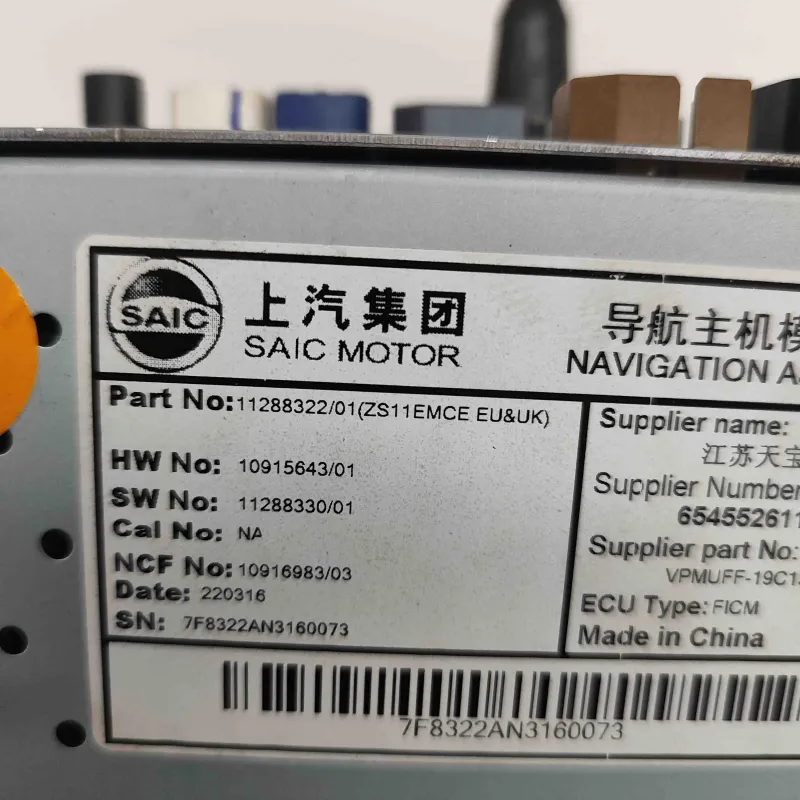 SAIC
上汽集团
SAIC MOTOR
导航主机模
NAVIGATION
Part No:11288322/01(ZS11EMCE EU&UK)
HW No: 10915643/01
SW No: 11288330/01
Cal No: NA
NCF No:10916983/03
Date: 220316
SN: 7F8322AN3160073
Supplier name:
江苏天宝
Supplier Number
654552611
Supplier part No:
VPMUFF-19C1
ECU Type: FICM
Made in China
7F8322AN3160073